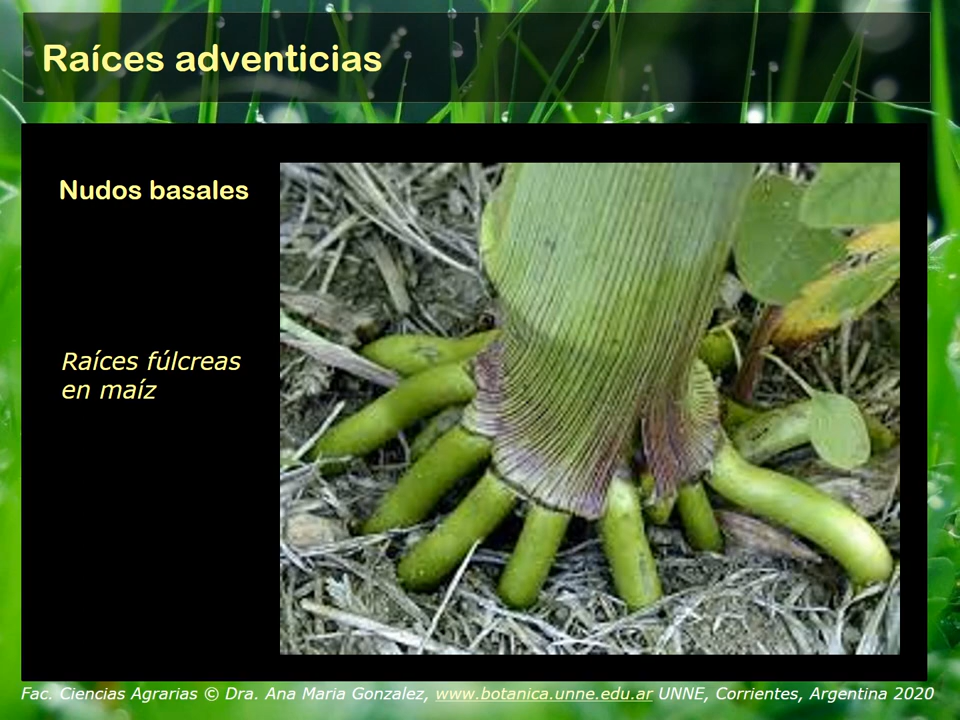 Raíces adventicias
Nudos basales
Raíces fúlcreas
en maíz
Fac. Ciencias Agrarias © Dra. Ana Maria Gonzalez, www.botanica.unne.edu.ar UNNE, Corrientes, Argentina 2020